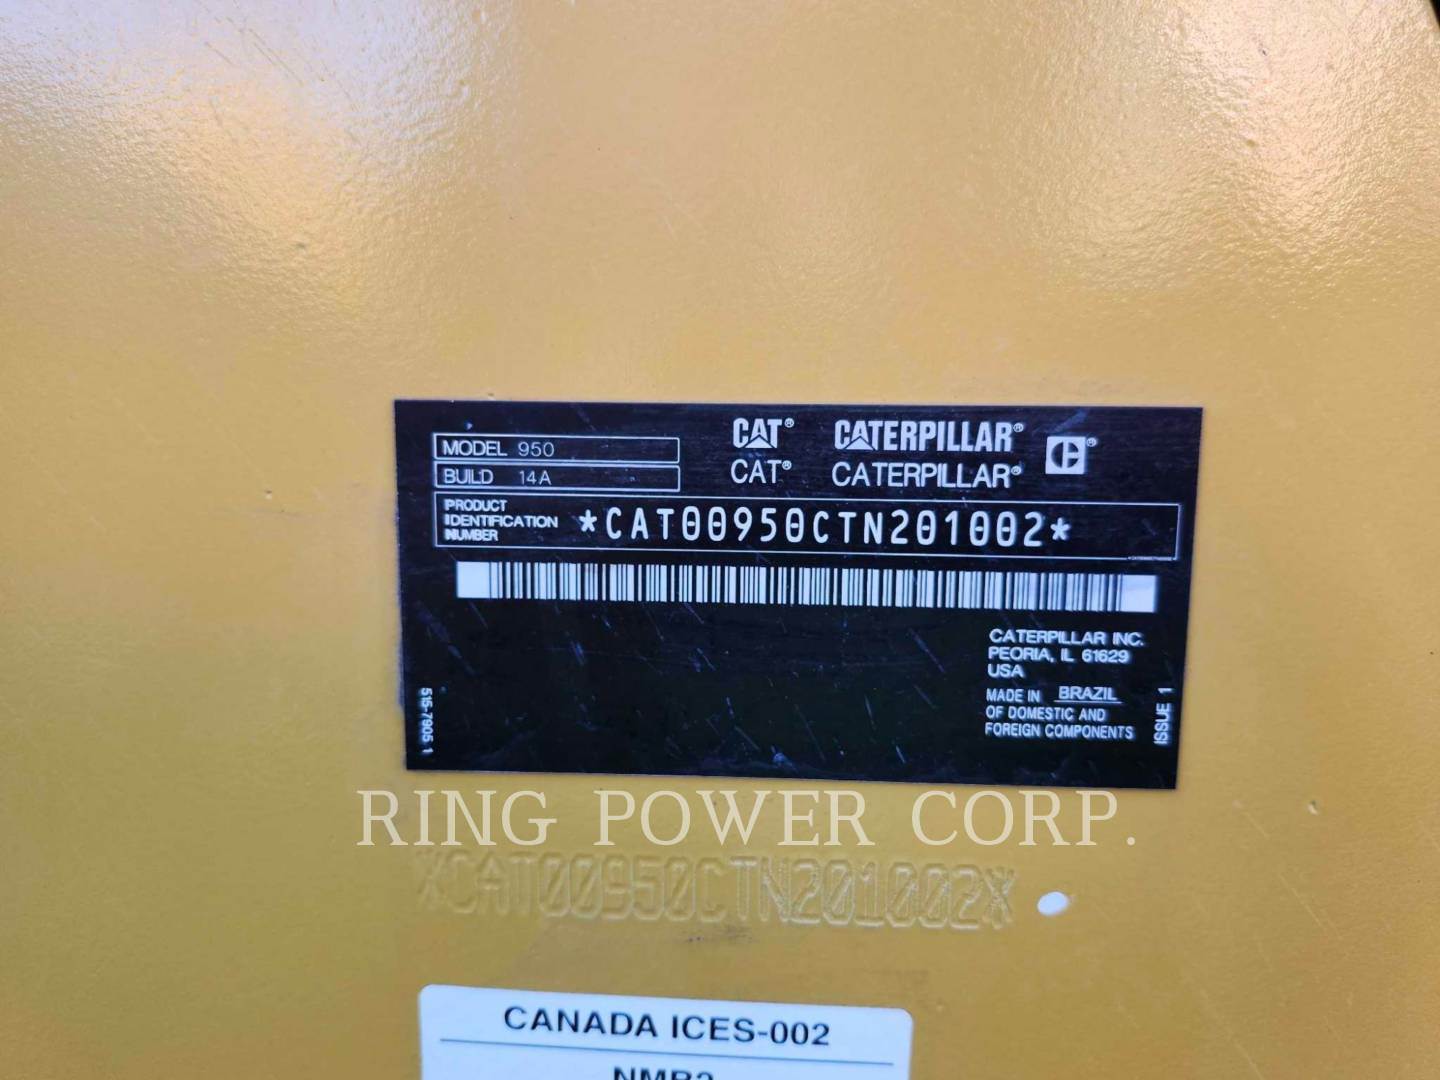 MODEL 950
BUILD 14A
CAT® CATERPILLAR®
CAT® CATERPILLAR®
PRODUCT
IDENTIFICATION
NUMBER
*CAT00950CTN201002*
CATERPILLAR INC.
PEORIA, IL 61629
USA
MADE IN BRAZIL
OF DOMESTIC AND
FOREIGN COMPONENTS
515-7905 1
ISSUE 1
RING POWER CORP.
*CAT00950CTN201002*
CANADA ICES-002